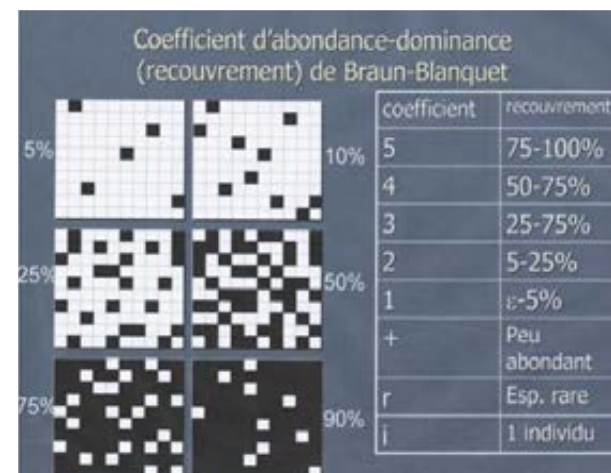 Coefficient d'abondance-dominance
(recouvrement) de Braun-Blanquet
5%
10%
25%
50%
75%
90%
coefficient recouvrement
5 75-100%
4 50-75%
3 25-75%
2 5-25%
1 ε-5%
+ Peu
abondant
r Esp. rare
i 1 individu